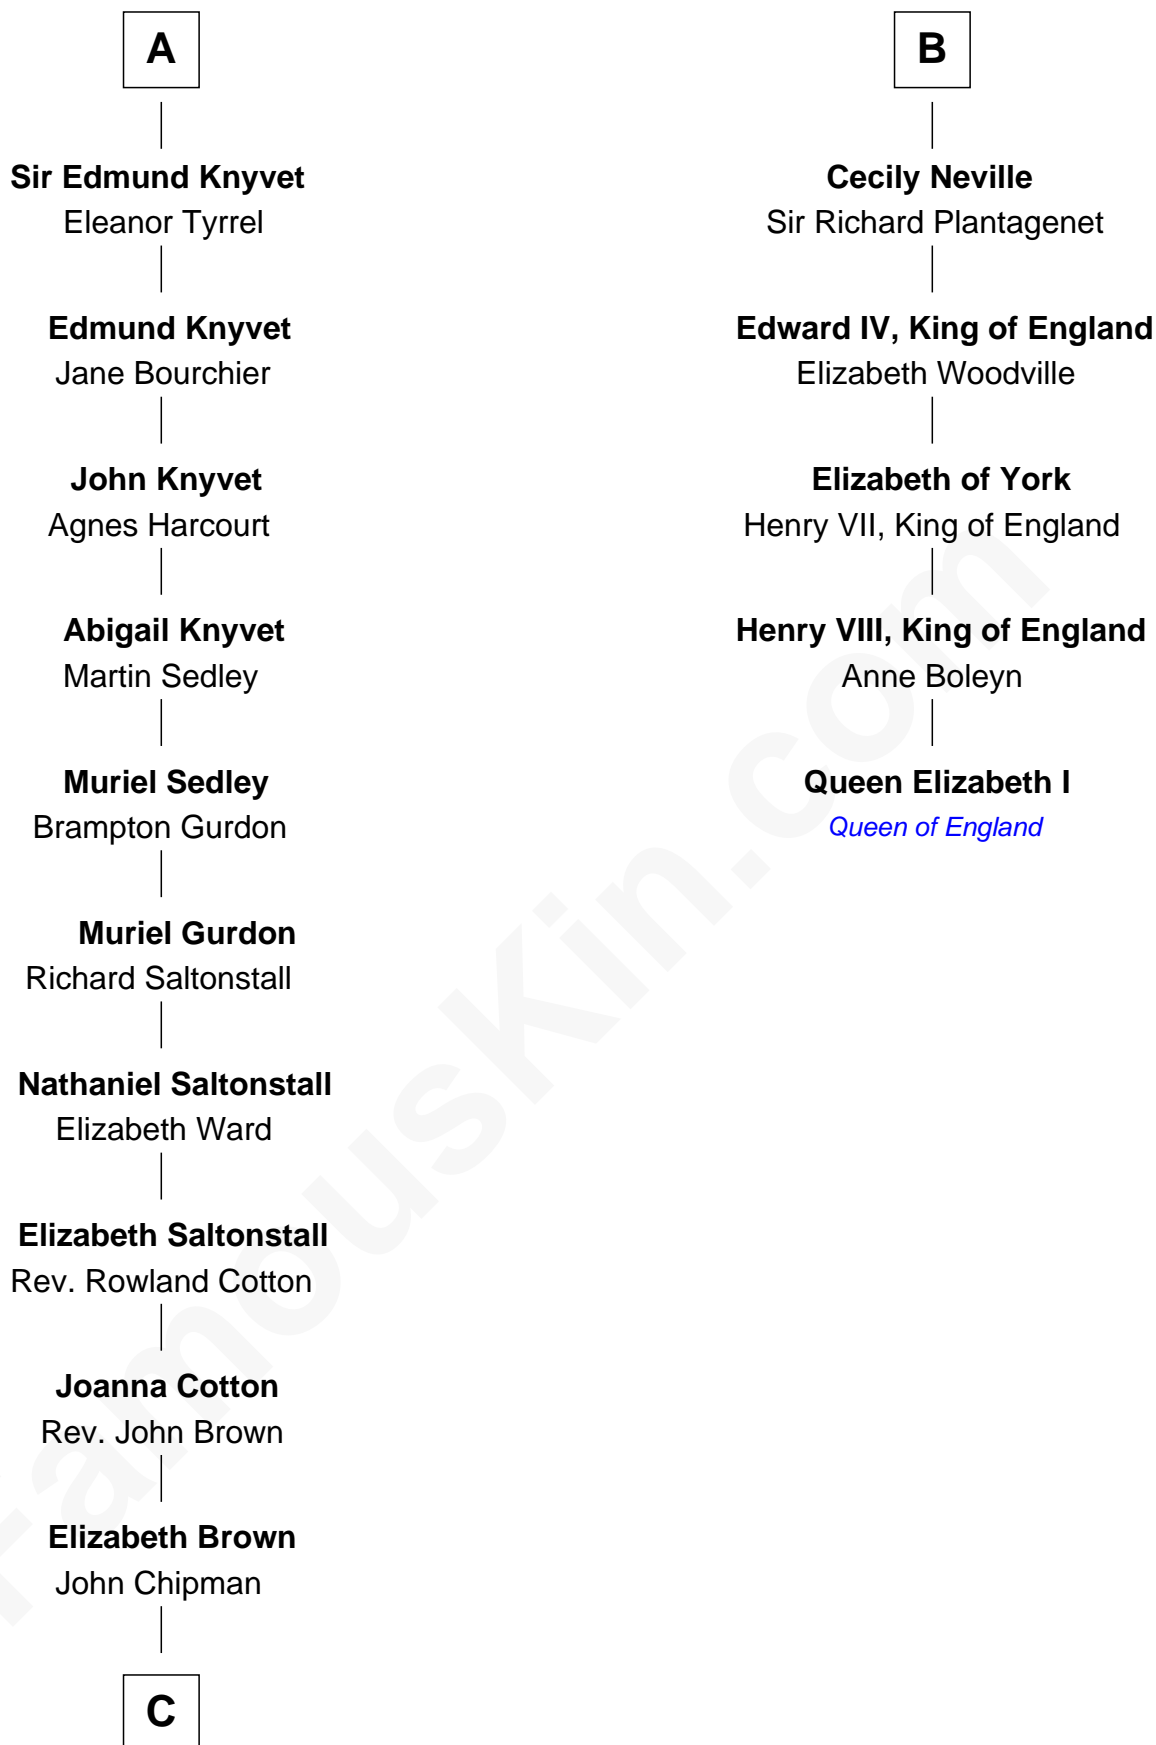 A
Sir Edmund Knyvet
Eleanor Tyrrel
Edmund Knyvet
Jane Bourchier
John Knyvet
Agnes Harcourt
Abigail Knyvet
Martin Sedley
Muriel Sedley
Brampton Gurdon
Muriel Gurdon
Richard Saltonstall
Nathaniel Saltonstall
Elizabeth Ward
Elizabeth Saltonstall
Rev. Rowland Cotton
Joanna Cotton
Rev. John Brown
Elizabeth Brown
John Chipman
C
B
Cecily Neville
Sir Richard Plantagenet
Edward IV, King of England
Elizabeth Woodville
Elizabeth of York
Henry VII, King of England
Henry VIII, King of England
Anne Boleyn
Queen Elizabeth I
Queen of England
FamousKin.com